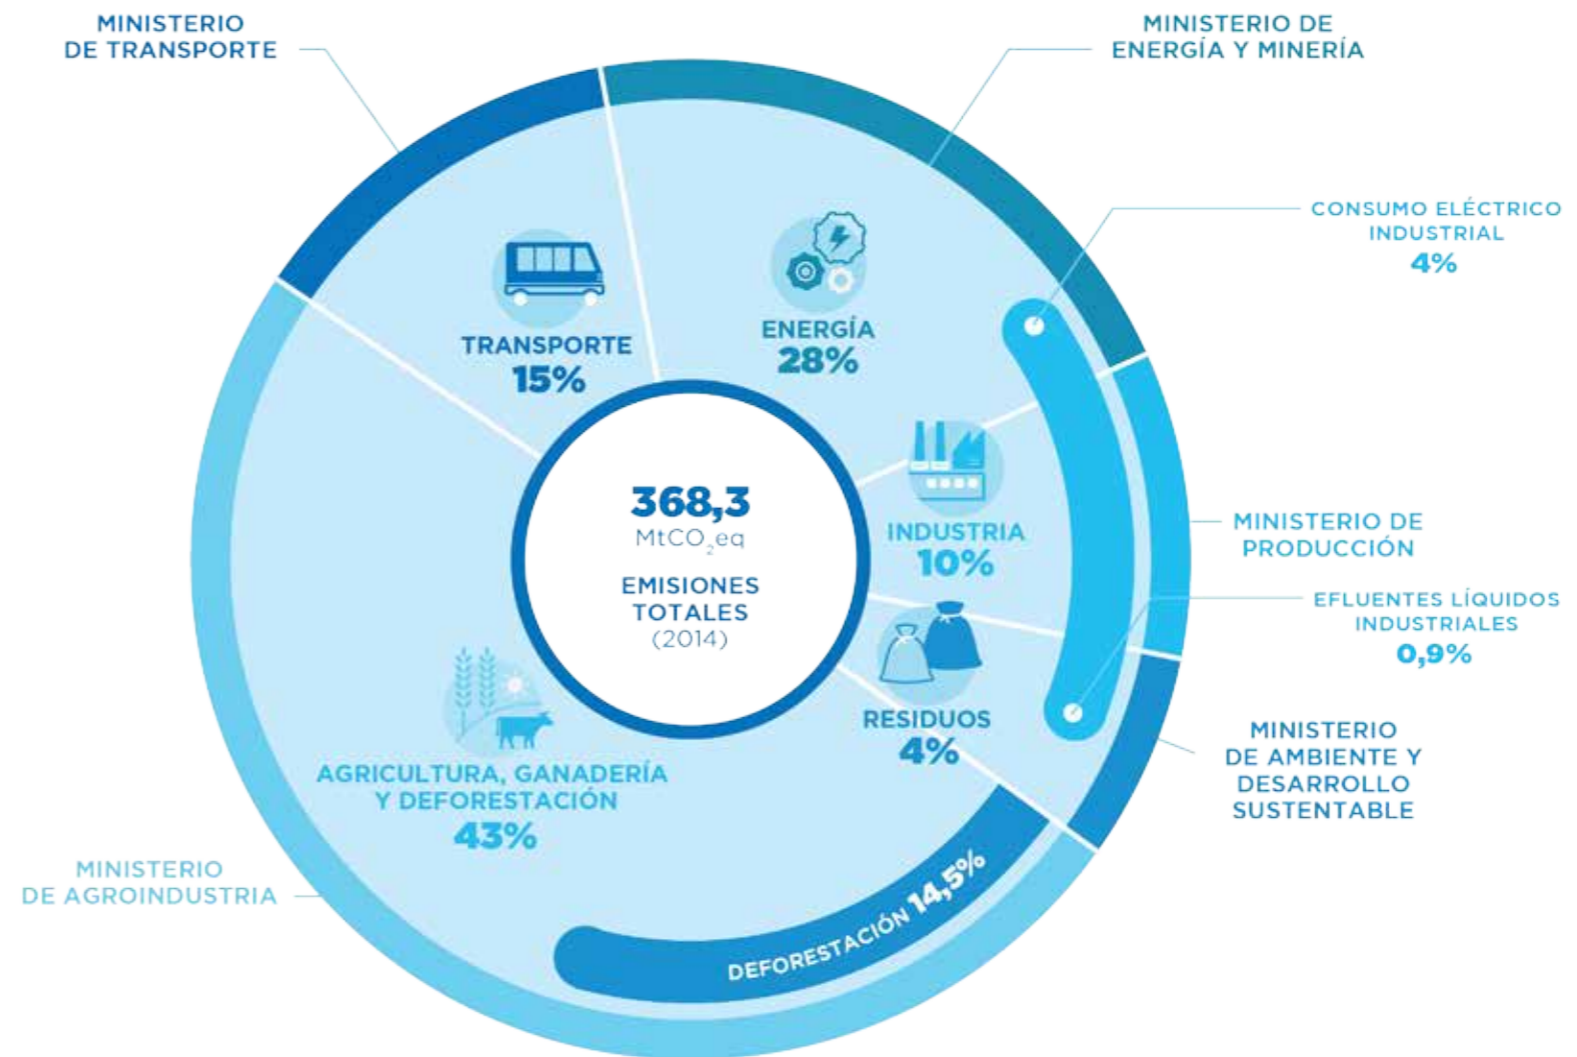 MINISTERIO
DE TRANSPORTE
MINISTERIO DE
ENERGÍA Y MINERÍA
CONSUMO ELÉCTRICO
INDUSTRIAL
4%
TRANSPORTE
15%
ENERGÍA
28%
368,3
MtCO₂eq
EMISIONES
TOTALES
(2014)
INDUSTRIA
10%
MINISTERIO DE
PRODUCCIÓN
EFLUENTES LÍQUIDOS
INDUSTRIALES
0,9%
RESIDUOS
4%
MINISTERIO
DE AMBIENTE Y
DESARROLLO
SUSTENTABLE
AGRICULTURA, GANADERÍA
Y DEFORESTACIÓN
43%
MINISTERIO
DE AGROINDUSTRIA
DEFORESTACIÓN 14,5%